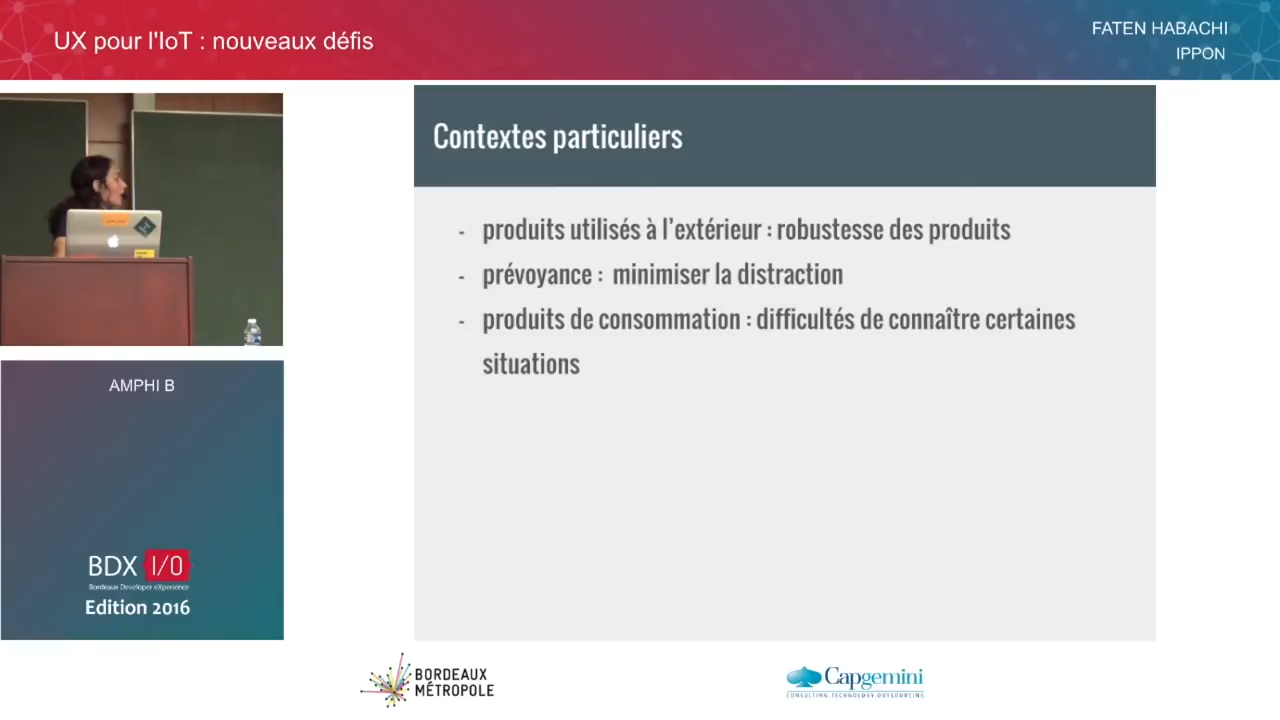 UX pour l'IoT : nouveaux défis
FATEN HABACHI
IPPON
Contextes particuliers
- produits utilisés à l'extérieur : robustesse des produits
- prévoyance : minimiser la distraction
- produits de consommation : difficultés de connaître certaines
situations
AMPHI B
BDX I/O
Bordeaux Developer eXperience
Edition 2016
BORDEAUX
MÉTROPOLE
Capgemini
CONSULTING.TECHNOLOGY.OUTSOURCING